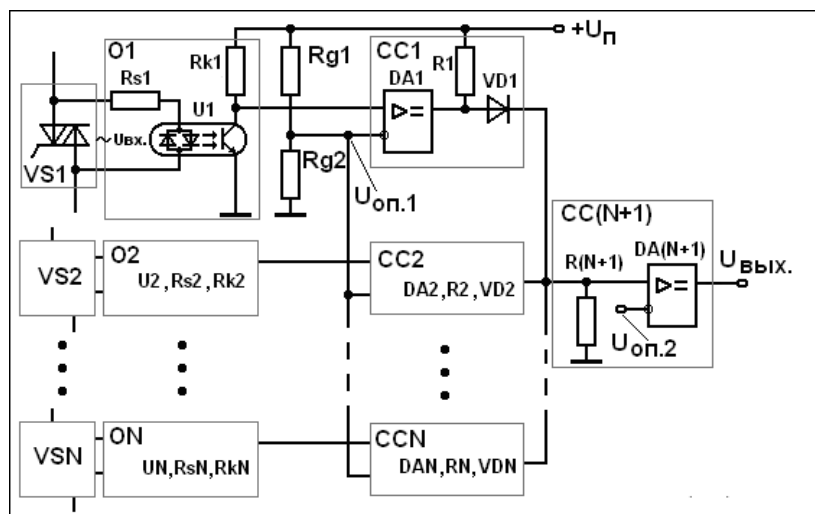 O1
CC1
+Uп
Rs1
Rk1
Rg1
R1
DA1
VD1
U1
▷=
VS1
~ Uвх.
Rg2
Uоп.1
CC(N+1)
VS2
O2
U2,Rs2,Rk2
CC2
DA2,R2,VD2
R(N+1)
DA(N+1)
▷=
Uвых.
Uоп.2
VSN
ON
UN,RsN,RkN
CCN
DAN,RN,VDN